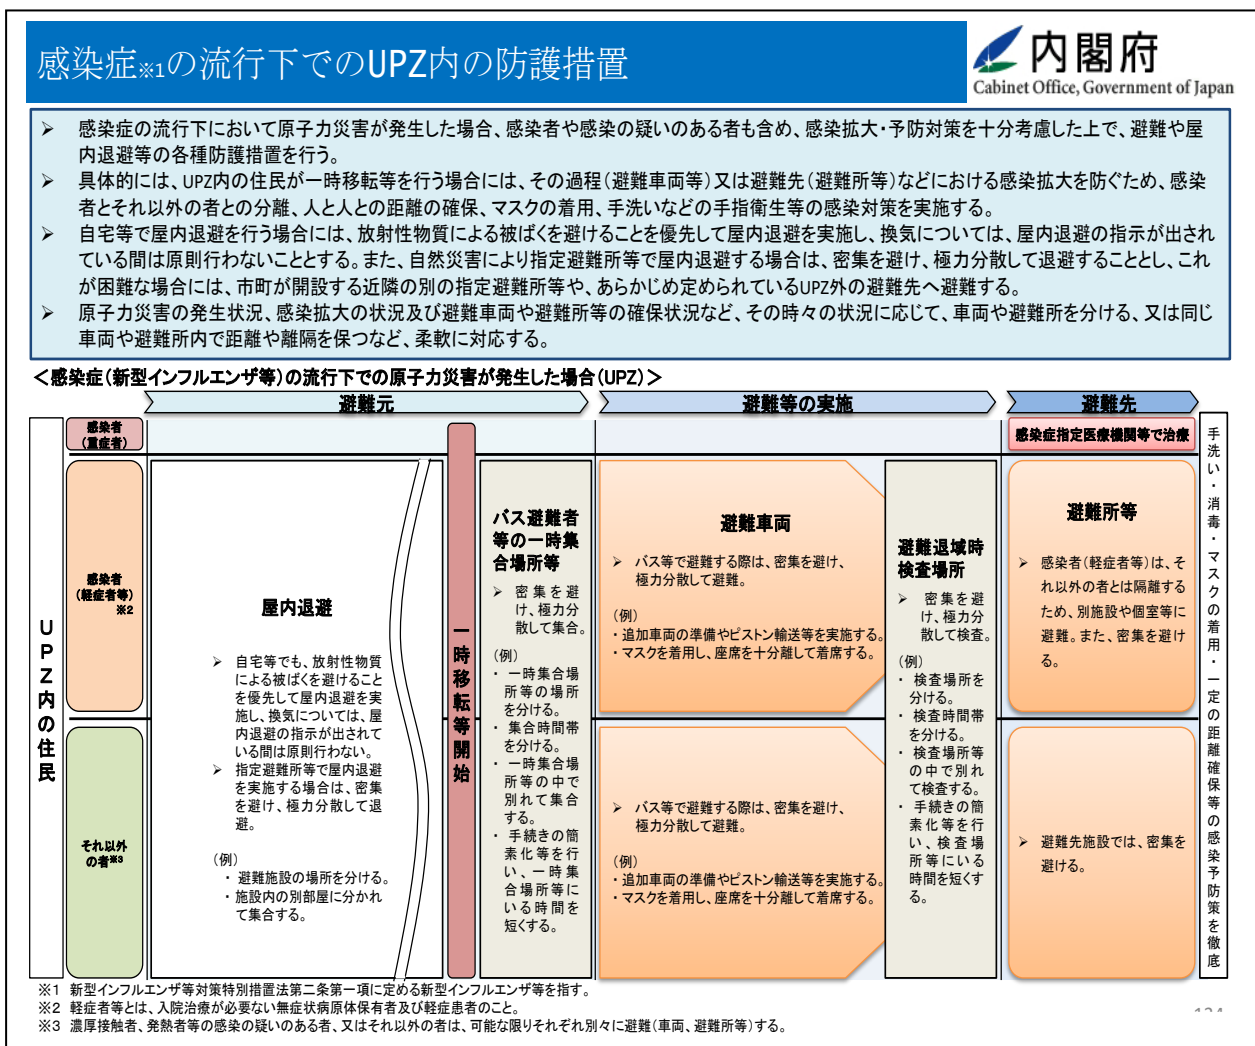 感染症※1の流行下でのUPZ内の防護措置
内閣府
Cabinet Office, Government of Japan
➢ 感染症の流行下において原子力災害が発生した場合、感染者や感染の疑いのある者も含め、感染拡大・予防対策を十分考慮した上で、避難や屋
内退避等の各種防護措置を行う。
➢ 具体的には、UPZ内の住民が一時移転等を行う場合には、その過程(避難車両等)又は避難先(避難所等)などにおける感染拡大を防ぐため、感染
者とそれ以外の者との分離、人と人との距離の確保、マスクの着用、手洗いなどの手指衛生等の感染対策を実施する。
➢ 自宅等で屋内退避を行う場合には、放射性物質による被ばくを避けることを優先して屋内退避を実施し、換気については、屋内退避の指示が出され
ている間は原則行わないこととする。また、自然災害により指定避難所等で屋内退避する場合は、密集を避け、極力分散して退避することとし、これ
が困難な場合には、市町が開設する近隣の別の指定避難所等や、あらかじめ定められているUPZ外の避難先へ避難する。
➢ 原子力災害の発生状況、感染拡大の状況及び避難車両や避難所等の確保状況など、その時々の状況に応じて、車両や避難所を分ける、又は同じ
車両や避難所内で距離や離隔を保つなど、柔軟に対応する。
＜感染症(新型インフルエンザ等)の流行下での原子力災害が発生した場合(UPZ)＞
避難元
避難等の実施
避難先
UPZ内の住民
感染者
(重症者)
感染症指定医療機関等で治療
感染者
(軽症者等)
※2
それ以外
の者※3
屋内退避
➢ 自宅等でも、放射性物質
による被ばくを避けること
を優先して屋内退避を実
施し、換気については、屋
内退避の指示が出されて
いる間は原則行わない。
➢ 指定避難所等で屋内退避
を実施する場合は、密集
を避け、極力分散して退
避。
(例)
・ 避難施設の場所を分ける。
・ 施設内の別部屋に分かれ
て集合する。
一時移転等開始
バス避難者
等の一時集
合場所等
➢ 密集を避
け、極力分
散して集合。
(例)
・ 一時集合場
所等の場所
を分ける。
・ 集合時間帯
を分ける。
・ 一時集合場
所等の中で
別れて集合
する。
・ 手続きの簡
素化等を行
い、一時集
合場所等に
いる時間を
短くする。
避難車両
➢ バス等で避難する際は、密集を避け、
極力分散して避難。
(例)
・追加車両の準備やピストン輸送等を実施する。
・マスクを着用し、座席を十分離して着席する。
➢ バス等で避難する際は、密集を避け、
極力分散して避難。
(例)
・追加車両の準備やピストン輸送等を実施する。
・マスクを着用し、座席を十分離して着席する。
避難退域時
検査場所
➢ 密集を避
け、極力分
散して検査。
(例)
・ 検査場所を
分ける。
・ 検査時間帯
を分ける。
・ 検査場所等
の中で別れ
て検査する。
・ 手続きの簡
素化等を行
い、検査場
所等にいる
時間を短くす
る。
避難所等
➢ 感染者(軽症者等)は、そ
れ以外の者とは隔離する
ため、別施設や個室等に
避難。また、密集を避け
る。
➢ 避難先施設では、密集を
避ける。
手洗い・消毒・マスクの着用・一定の距離確保等の感染予防策を徹底
※1 新型インフルエンザ等対策特別措置法第二条第一項に定める新型インフルエンザ等を指す。
※2 軽症者等とは、入院治療が必要ない無症状病原体保有者及び軽症患者のこと。
※3 濃厚接触者、発熱者等の感染の疑いのある者、又はそれ以外の者は、可能な限りそれぞれ別々に避難(車両、避難所等)する。